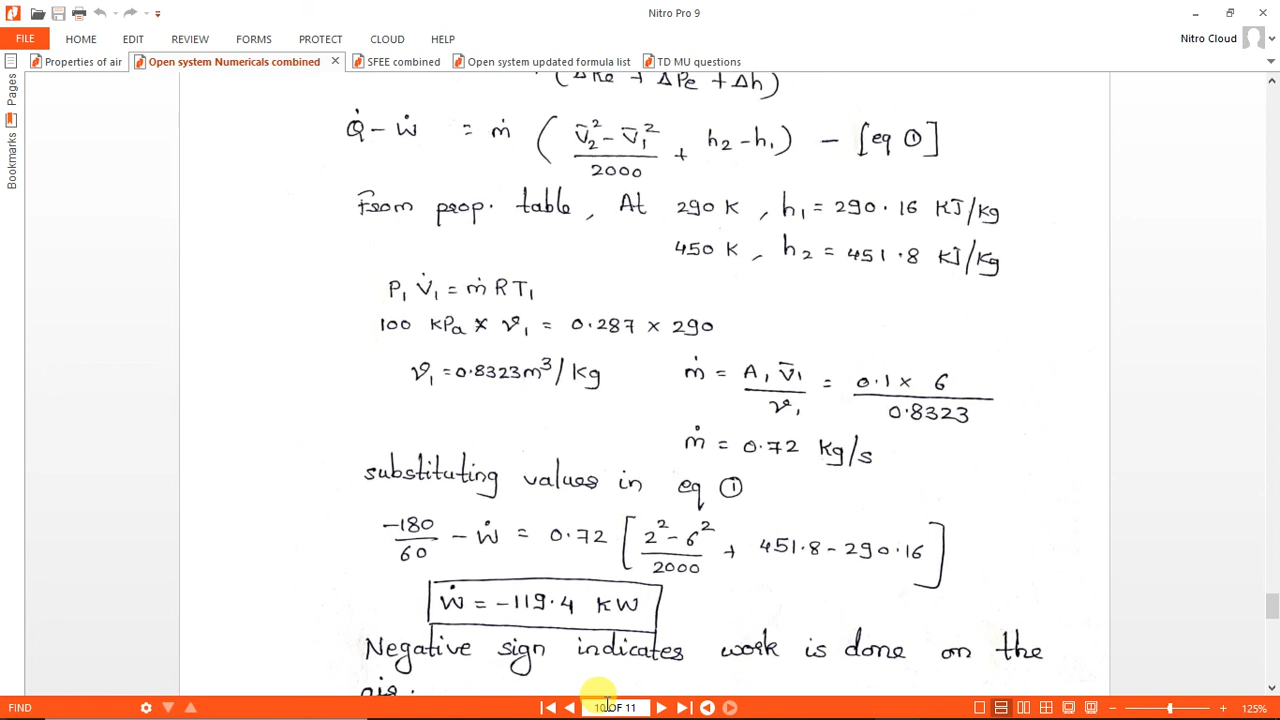 Nitro Pro 9
FILE HOME EDIT REVIEW FORMS PROTECT CLOUD HELP
Nitro Cloud
Properties of air
Open system Numericals combined ×
SFEE combined
Open system updated formula list
TD MU questions
Pages
Bookmarks
(ΔKe + ΔPe + Δh)
Q̇ - Ẇ = ṁ ( (V̄₂² - V̄₁²)/2000 + h₂-h₁) - [eq ①]
From prop. table, At 290 K, h₁ = 290.16 KJ/Kg
450 K, h₂ = 451.8 KJ/Kg
P₁ V̇₁ = ṁ R T₁
100 KPa × v₁ = 0.287 × 290
v₁ = 0.8323 m³/Kg
ṁ = A₁ V̄₁ / v₁ = 0.1 × 6 / 0.8323
ṁ = 0.72 Kg/s
substituting values in eq ①
-180/60 - Ẇ = 0.72 [ (2² - 6²)/2000 + 451.8 - 290.16 ]
Ẇ = -119.4 KW
Negative sign indicates work is done on the
air.
FIND
10 OF 11
125%